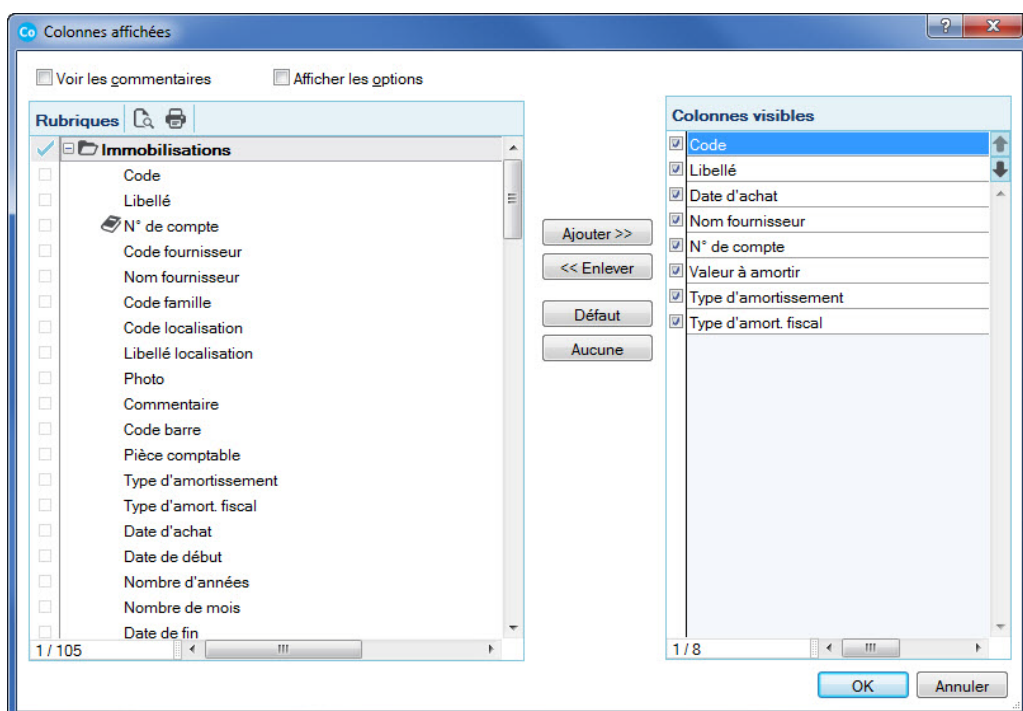 Co Colonnes affichées
Voir les commentaires Afficher les options
Rubriques
Immobilisations
Code
Libellé
N° de compte
Code fournisseur
Nom fournisseur
Code famille
Code localisation
Libellé localisation
Photo
Commentaire
Code barre
Pièce comptable
Type d'amortissement
Type d'amort. fiscal
Date d'achat
Date de début
Nombre d'années
Nombre de mois
Date de fin
1 / 105
Ajouter >>
<< Enlever
Défaut
Aucune
Colonnes visibles
Code
Libellé
Date d'achat
Nom fournisseur
N° de compte
Valeur à amortir
Type d'amortissement
Type d'amort. fiscal
1 / 8
OK Annuler